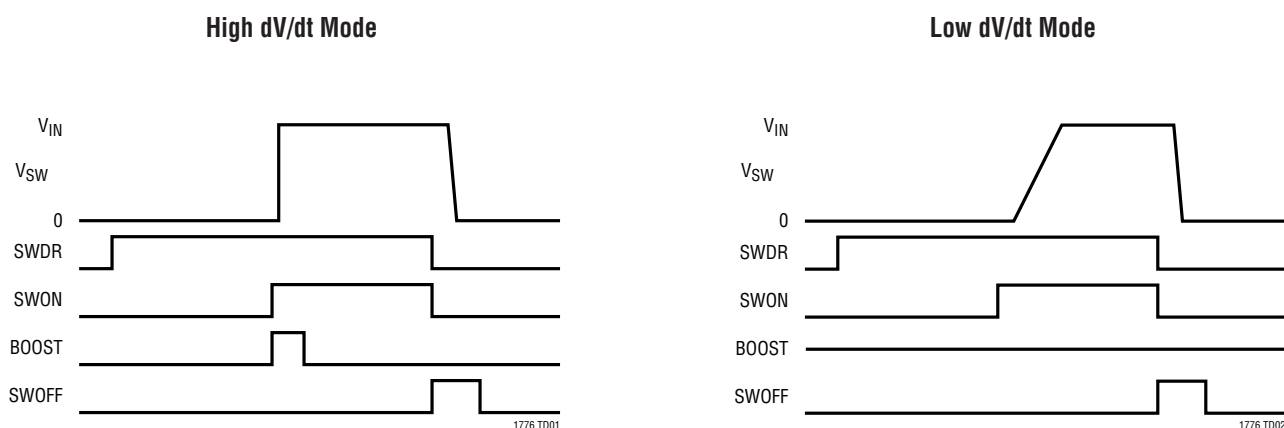 High dV/dt Mode
VIN
VSW
0
SWDR
SWON
BOOST
SWOFF
1776 TD01
Low dV/dt Mode
VIN
VSW
0
SWDR
SWON
BOOST
SWOFF
1776 TD02